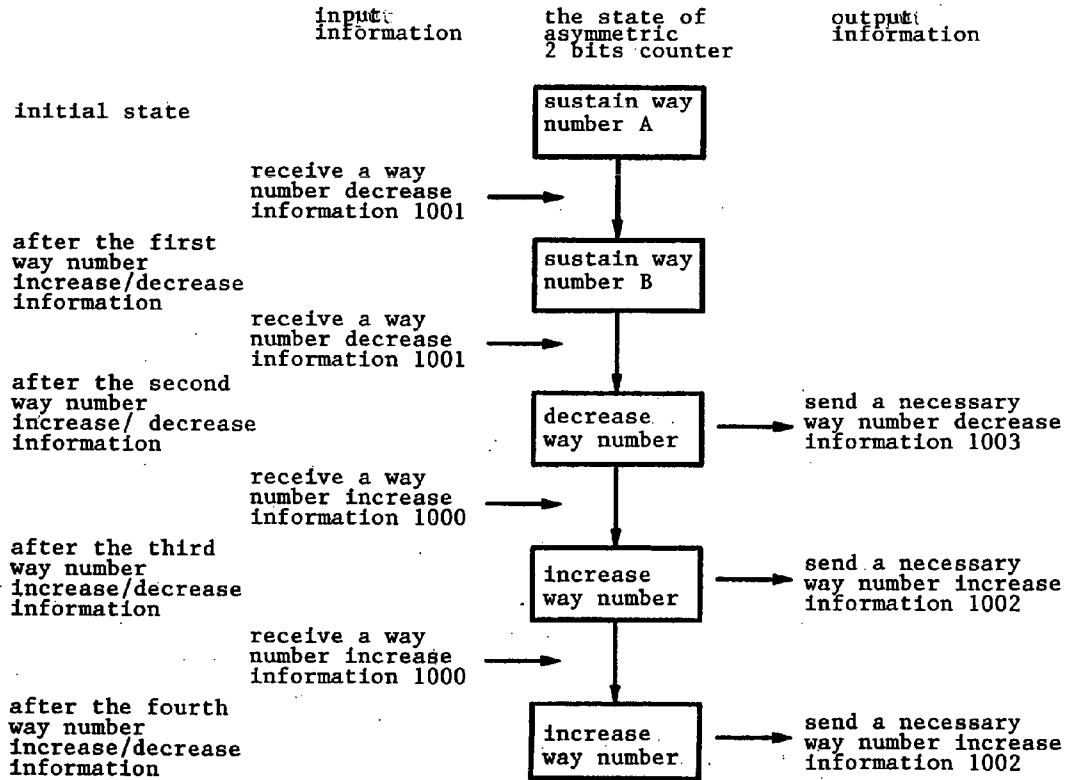 input
information
the state of
asymmetric
2 bits counter
output
information
initial state
sustain way
number A
receive a way
number decrease
information 1001
after the first
way number
increase/decrease
information
sustain way
number B
receive a way
number decrease
information 1001
after the second
way number
increase/ decrease
information
decrease
way number
send a necessary
way number decrease
information 1003
receive a way
number increase
information 1000
after the third
way number
increase/decrease
information
increase
way number
send a necessary
way number increase
information 1002
receive a way
number increase
information 1000
after the fourth
way number
increase/decrease
information
increase
way number
send a necessary
way number increase
information 1002